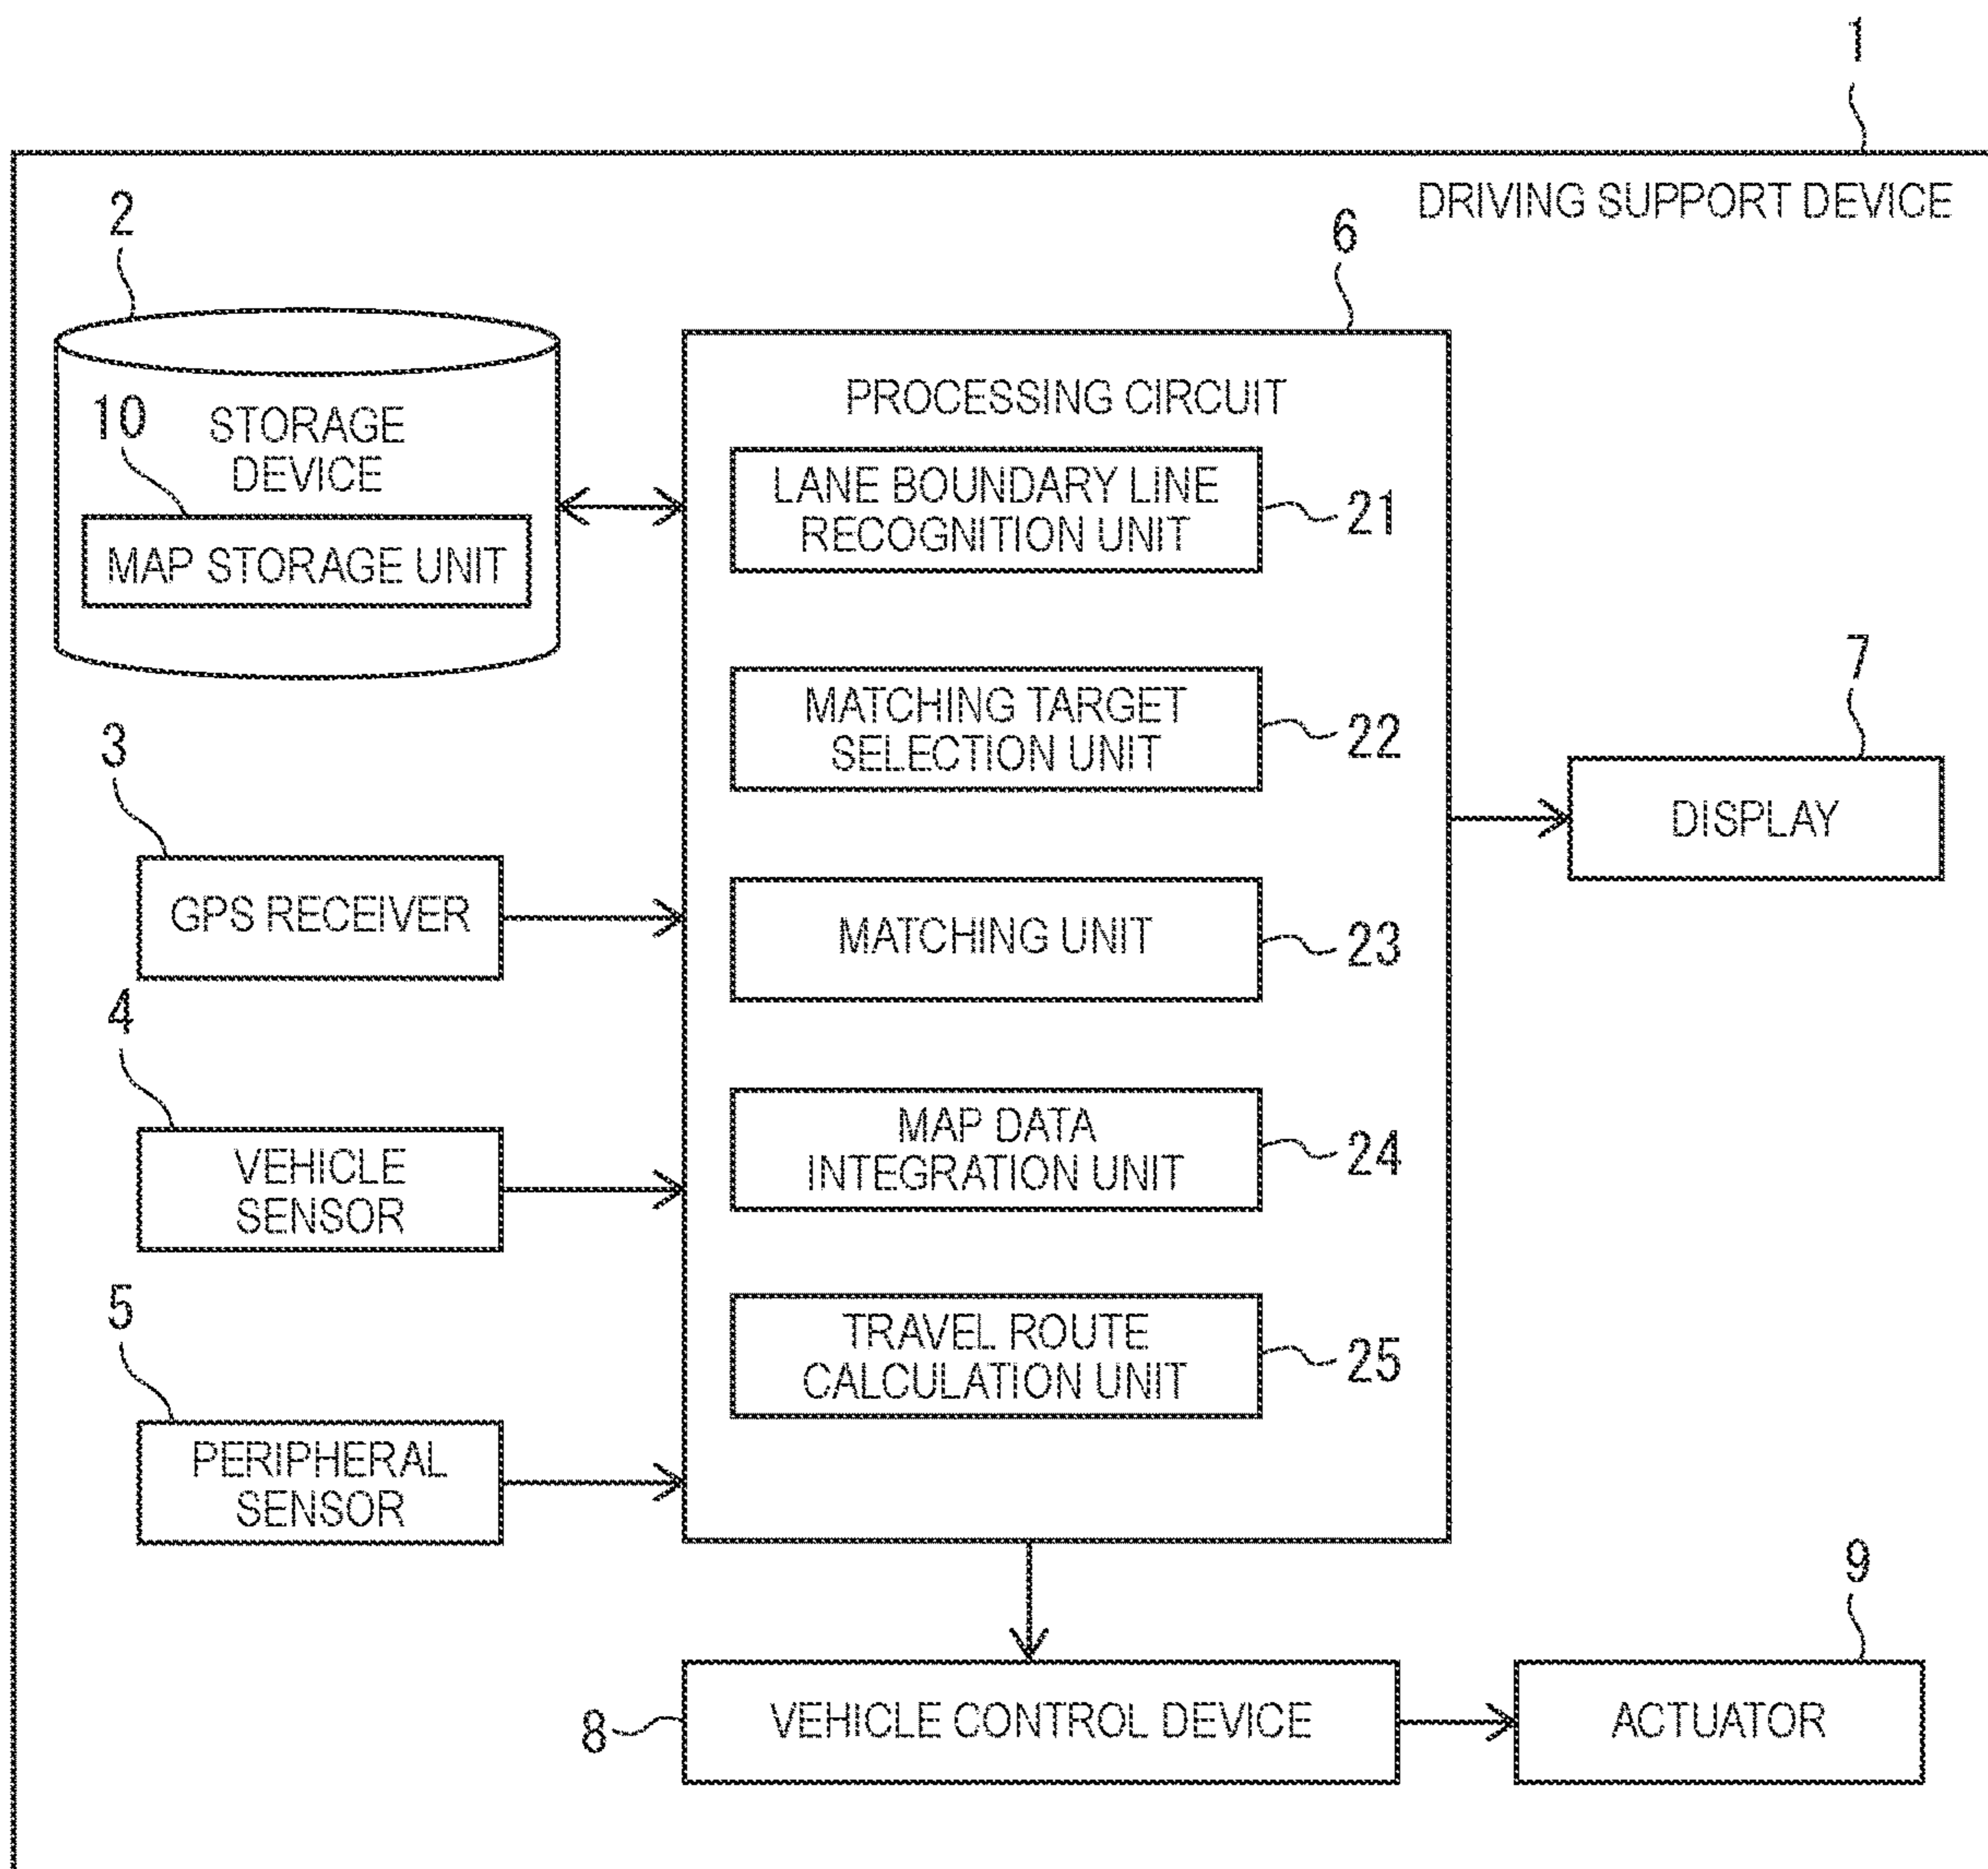 1
DRIVING SUPPORT DEVICE
2
6
10
STORAGE
DEVICE
MAP STORAGE UNIT
PROCESSING CIRCUIT
LANE BOUNDARY LINE
RECOGNITION UNIT
21
MATCHING TARGET
SELECTION UNIT
22
7
DISPLAY
3
GPS RECEIVER
MATCHING UNIT
23
4
VEHICLE
SENSOR
MAP DATA
INTEGRATION UNIT
24
5
PERIPHERAL
SENSOR
TRAVEL ROUTE
CALCULATION UNIT
25
8
VEHICLE CONTROL DEVICE
9
ACTUATOR